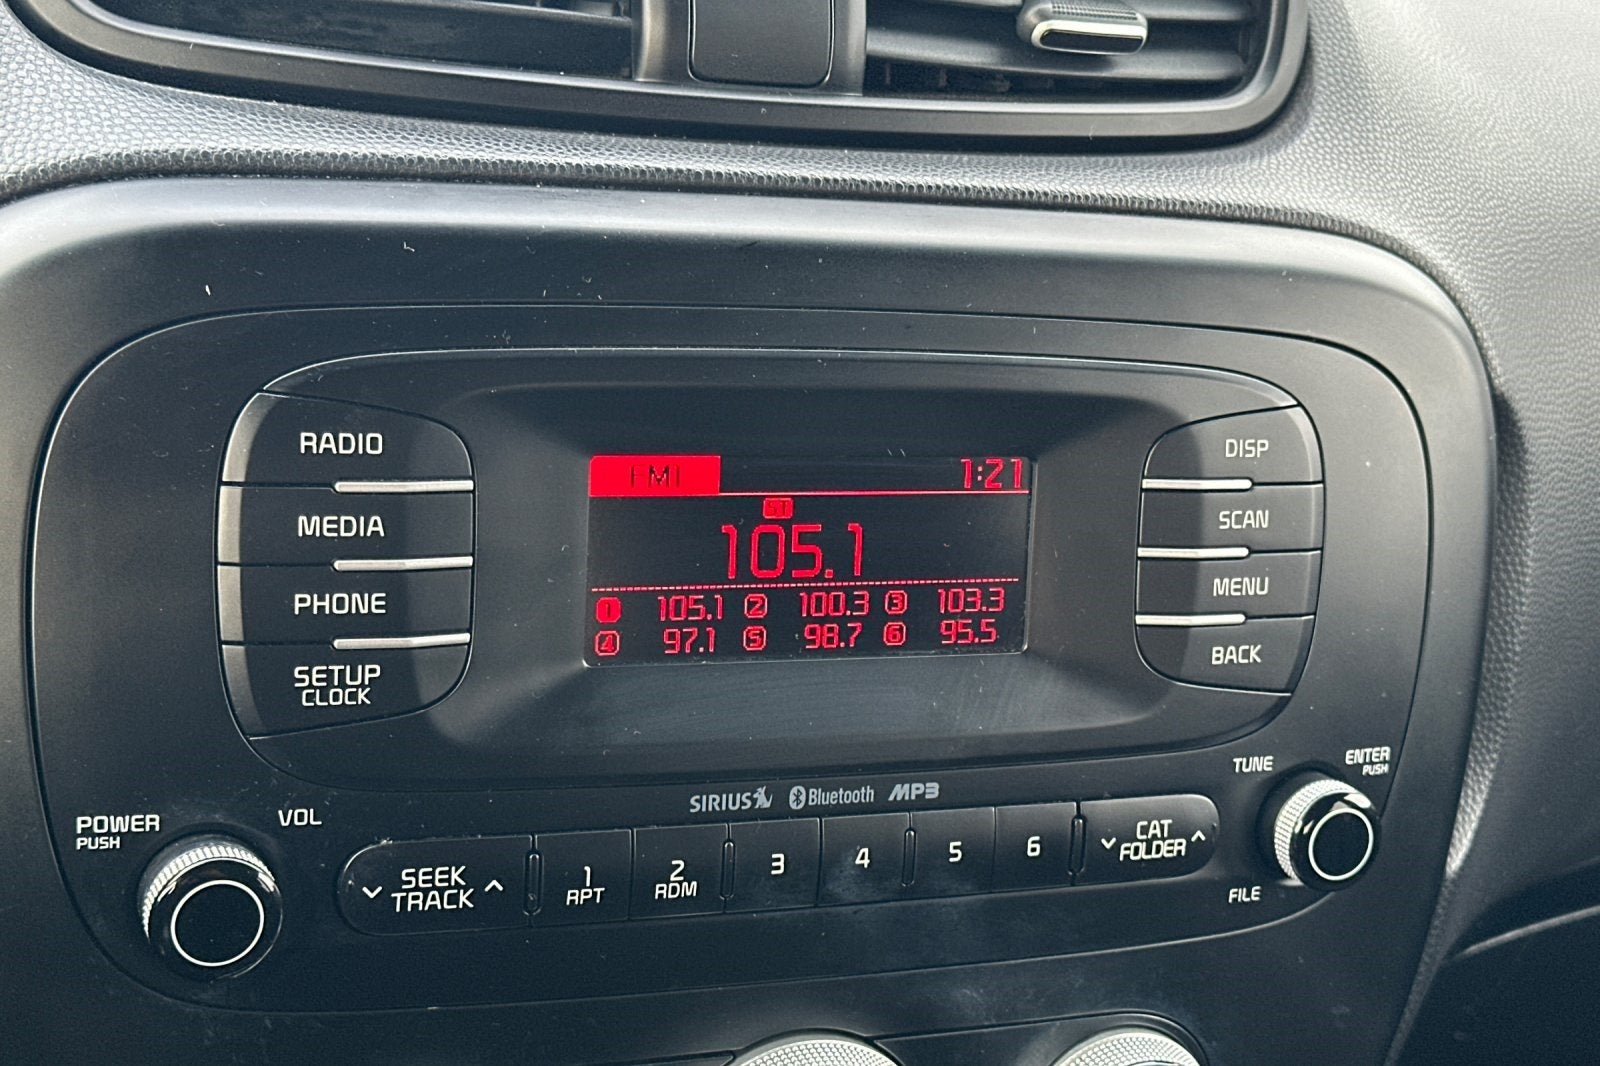 FM1 1:21
ST
105.1
1 105.1 2 100.3 3 103.3
4 97.1 5 98.7 6 95.5
RADIO
MEDIA
PHONE
SETUP
CLOCK
DISP
SCAN
MENU
BACK
SIRIUS Bluetooth MP3
POWER
PUSH
VOL
SEEK
TRACK
1
RPT
2
RDM
3
4
5
6
CAT
FOLDER
TUNE
ENTER
PUSH
FILE